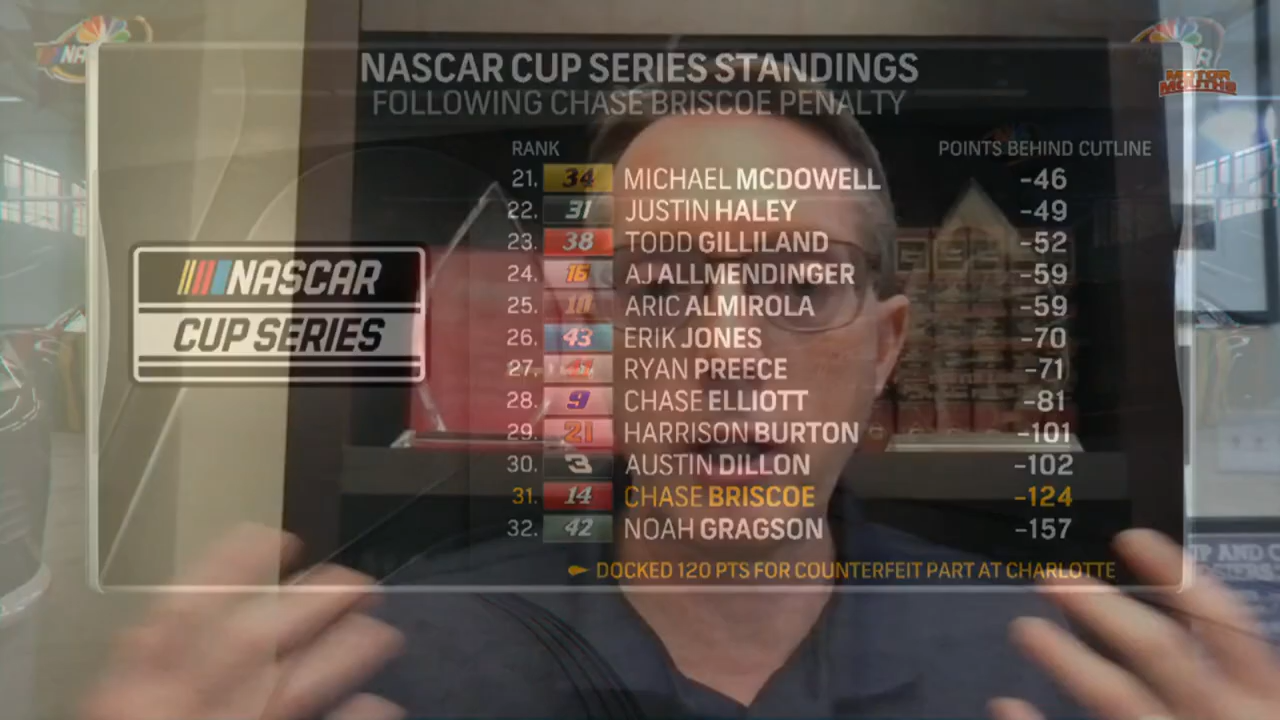 NASCAR CUP SERIES STANDINGS
FOLLOWING CHASE BRISCOE PENALTY
RANK POINTS BEHIND CUTLINE
21. 34 MICHAEL MCDOWELL -46
22. 31 JUSTIN HALEY -49
23. 38 TODD GILLILAND -52
24. 16 AJ ALLMENDINGER -59
25. 10 ARIC ALMIROLA -59
26. 43 ERIK JONES -70
27. 41 RYAN PREECE -71
28. 9 CHASE ELLIOTT -81
29. 21 HARRISON BURTON -101
30. 3 AUSTIN DILLON -102
31. 14 CHASE BRISCOE -124
32. 42 NOAH GRAGSON -157
DOCKED 120 PTS FOR COUNTERFEIT PART AT CHARLOTTE
NASCAR
CUP SERIES
MOTOR
MOUTHS